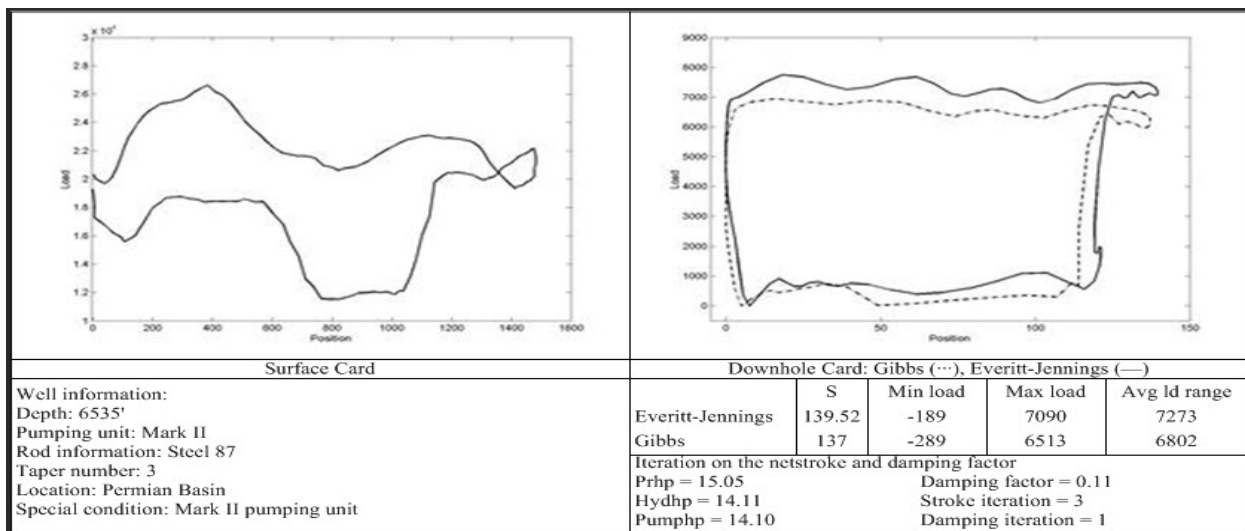 × 10⁴
3
2.8
2.6
2.4
2.2
2
1.8
1.6
1.4
1.2
1
Load
0 200 400 600 800 1000 1200 1400 1600
Position
9000
8000
7000
6000
5000
4000
3000
2000
1000
0
Load
0 50 100 150
Position
Surface Card
Well information:
Depth: 6535'
Pumping unit: Mark II
Rod information: Steel 87
Taper number: 3
Location: Permian Basin
Special condition: Mark II pumping unit
Downhole Card: Gibbs (···), Everitt-Jennings (—)
S Min load Max load Avg ld range
Everitt-Jennings 139.52 -189 7090 7273
Gibbs 137 -289 6513 6802
Iteration on the netstroke and damping factor
Prhp = 15.05 Damping factor = 0.11
Hydhp = 14.11 Stroke iteration = 3
Pumphp = 14.10 Damping iteration = 1